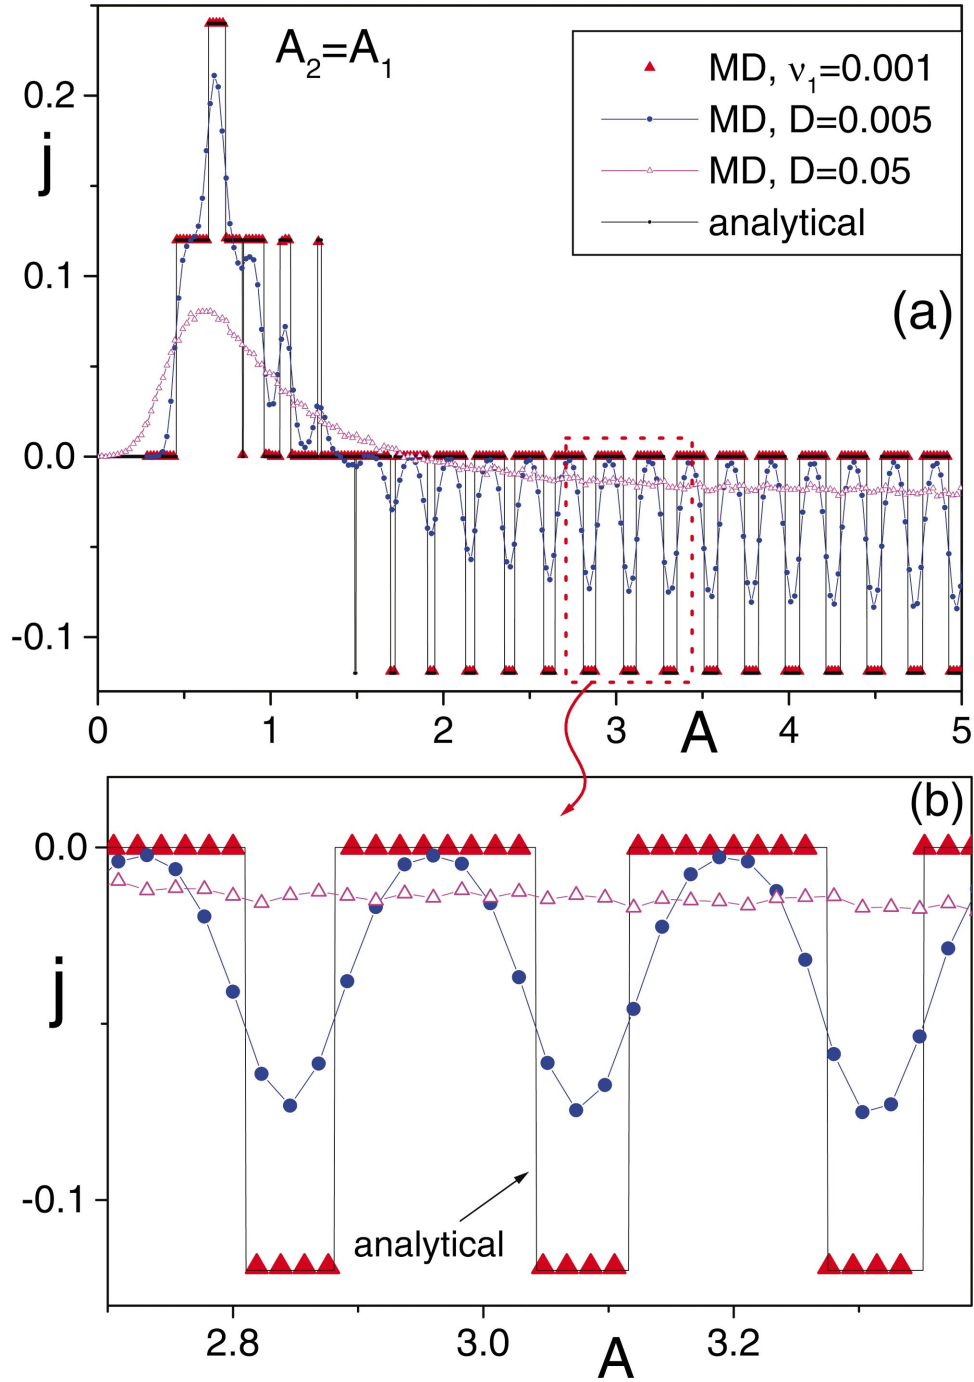 A₂=A₁
MD, ν₁=0.001
MD, D=0.005
MD, D=0.05
analytical
(a)
j
0.2
0.1
0.0
-0.1
0 1 2 3 4 5
A
(b)
j
0.0
-0.1
analytical
2.8 3.0 3.2
A